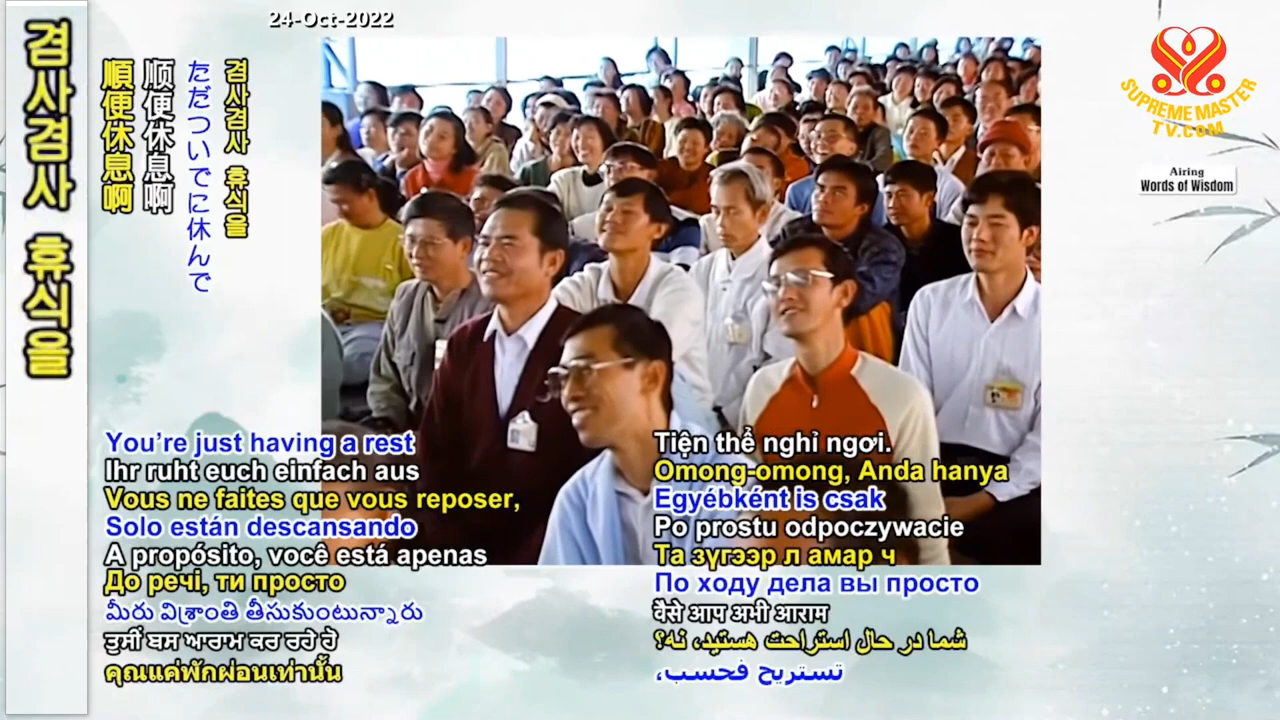 24-Oct-2022
겸사겸사 휴식을
順便休息啊
顺便休息啊
ただついでに休んで
겸사겸사 휴식을
SUPREME MASTER
TV.COM
Airing
Words of Wisdom
You're just having a rest
Ihr ruht euch einfach aus
Vous ne faites que vous reposer,
Solo están descansando
A propósito, você está apenas
До речі, ти просто
మీరు విశ్రాంతి తీసుకుంటున్నారు
ਤੁਸੀਂ ਬਸ ਆਰਾਮ ਕਰ ਰਹੇ ਹੋ
คุณแค่พักผ่อนเท่านั้น
Tiện thể nghỉ ngơi.
Omong-omong, Anda hanya
Egyébként is csak
Po prostu odpoczywacie
Та зүгээр л амар ч
По ходу дела вы просто
वैसे आप अभी आराम
شما در حال استراحت هستید، نه؟
تستريح فحسب،